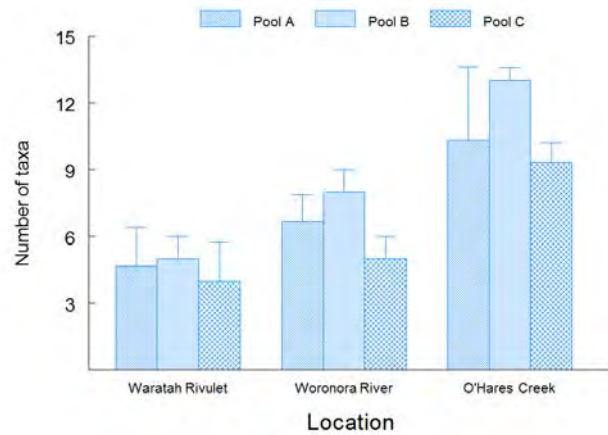 Pool A Pool B Pool C
15
12
9
6
3
Number of taxa
Waratah Rivulet Woronora River O'Hares Creek
Location